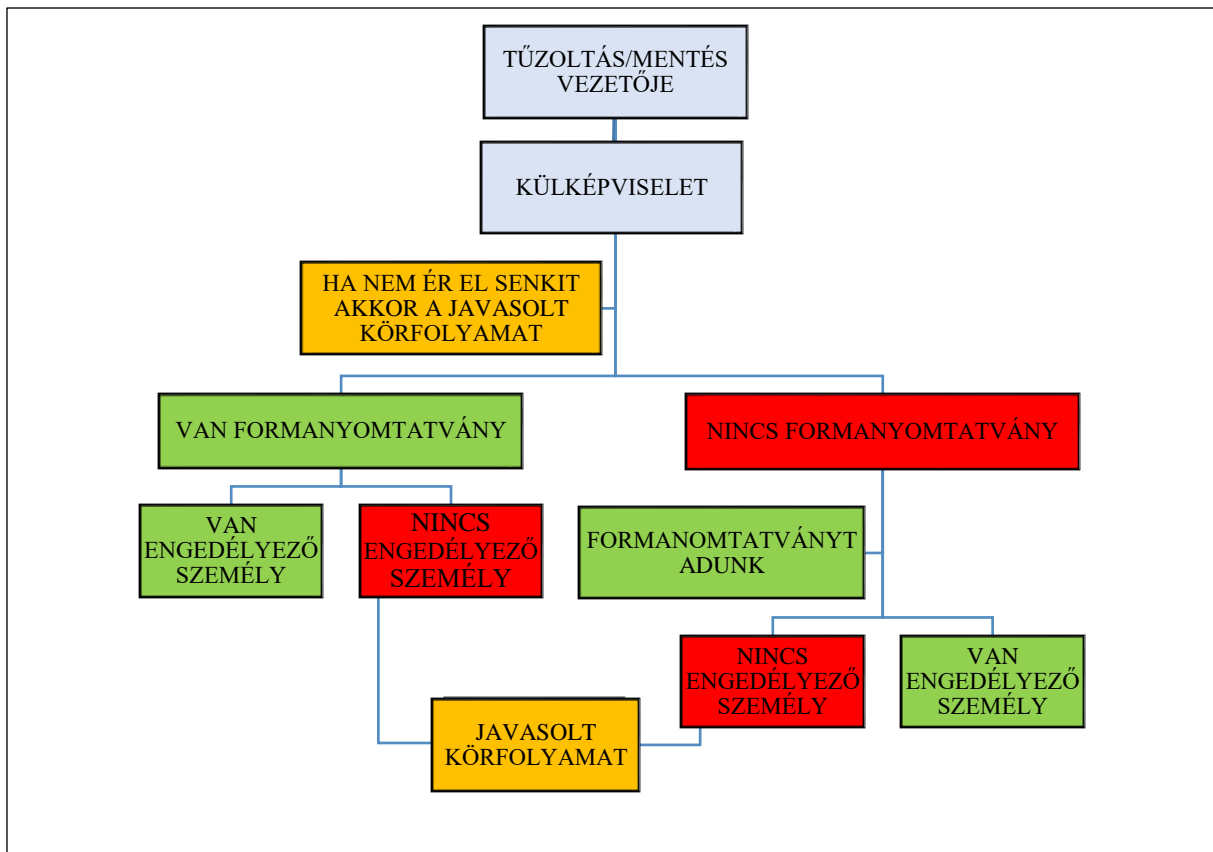 TŰZOLTÁS/MENTÉS
VEZETŐJE
KÜLKÉPVISELET
HA NEM ÉR EL SENKIT
AKKOR A JAVASOLT
KÖRFOLYAMAT
VAN FORMANYOMTATVÁNY
NINCS FORMANYOMTATVÁNY
VAN
ENGEDÉLYEZŐ
SZEMÉLY
NINCS
ENGEDÉLYEZŐ
SZEMÉLY
FORMANOMTATVÁNYT
ADUNK
NINCS
ENGEDÉLYEZŐ
SZEMÉLY
VAN
ENGEDÉLYEZŐ
SZEMÉLY
JAVASOLT
KÖRFOLYAMAT